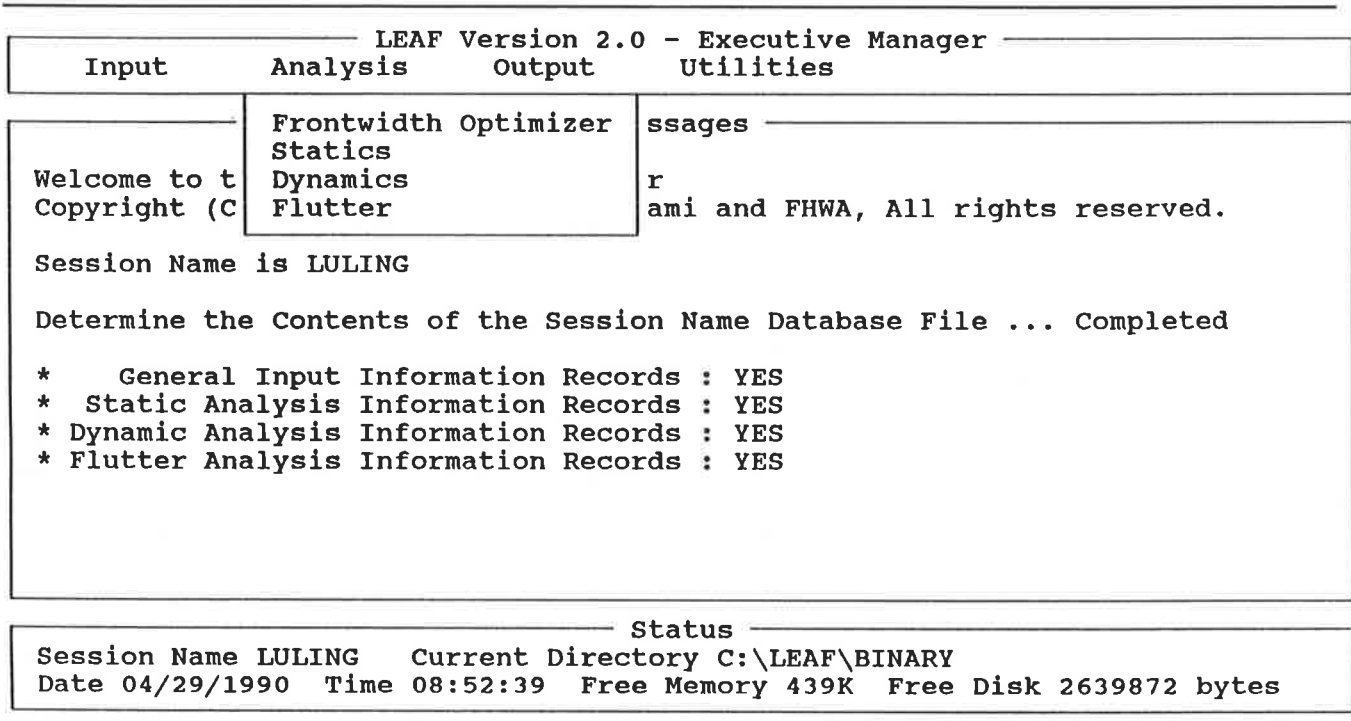 LEAF Version 2.0 - Executive Manager
Input Analysis Output Utilities
Frontwidth Optimizer ssages
Statics
Welcome to t Dynamics r
Copyright (C Flutter ami and FHWA, All rights reserved.
Session Name is LULING
Determine the Contents of the Session Name Database File ... Completed
* General Input Information Records : YES
* Static Analysis Information Records : YES
* Dynamic Analysis Information Records : YES
* Flutter Analysis Information Records : YES
Status
Session Name LULING Current Directory C:\LEAF\BINARY
Date 04/29/1990 Time 08:52:39 Free Memory 439K Free Disk 2639872 bytes